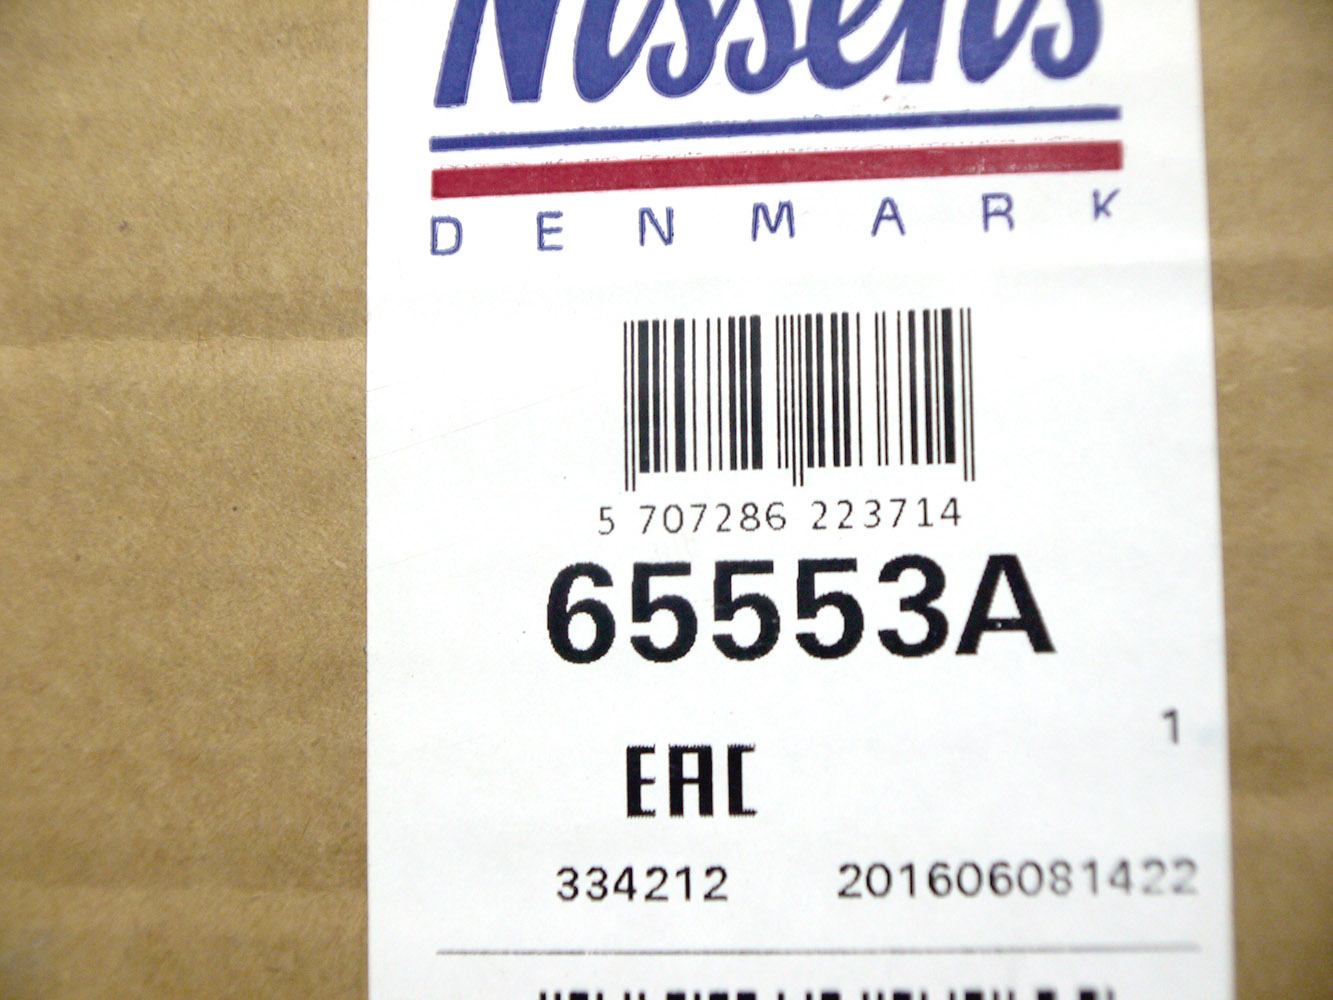 Nissens
DENMARK
5 707286 223714
65553A
1
EAC
334212 201606081422